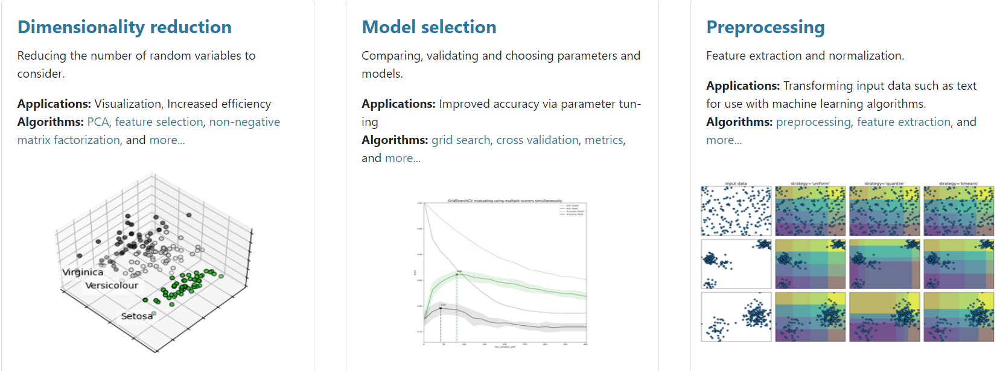 Dimensionality reduction
Reducing the number of random variables to
consider.
Applications: Visualization, Increased efficiency
Algorithms: PCA, feature selection, non-negative
matrix factorization, and more...
Virginica
Versicolour
Setosa
Model selection
Comparing, validating and choosing parameters and
models.
Applications: Improved accuracy via parameter tun-
ing
Algorithms: grid search, cross validation, metrics,
and more...
GridSearchCV evaluating using multiple scorers simultaneously
min_samples_split
Preprocessing
Feature extraction and normalization.
Applications: Transforming input data such as text
for use with machine learning algorithms.
Algorithms: preprocessing, feature extraction, and
more...
Input data strategy='uniform' strategy='quantile' strategy='kmeans'